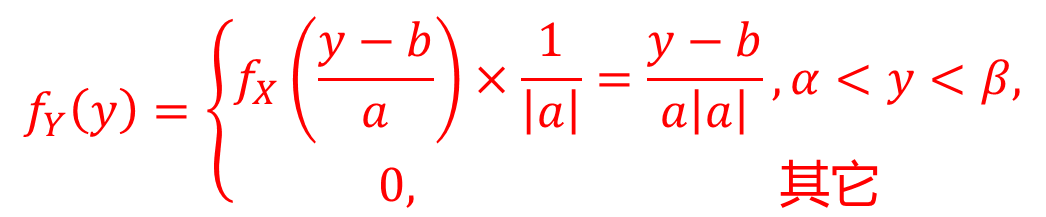 f_Y(y) = { f_X((y − b)/a) × 1/|a| = (y − b)/(a|a|), α < y < β,
0, 其它